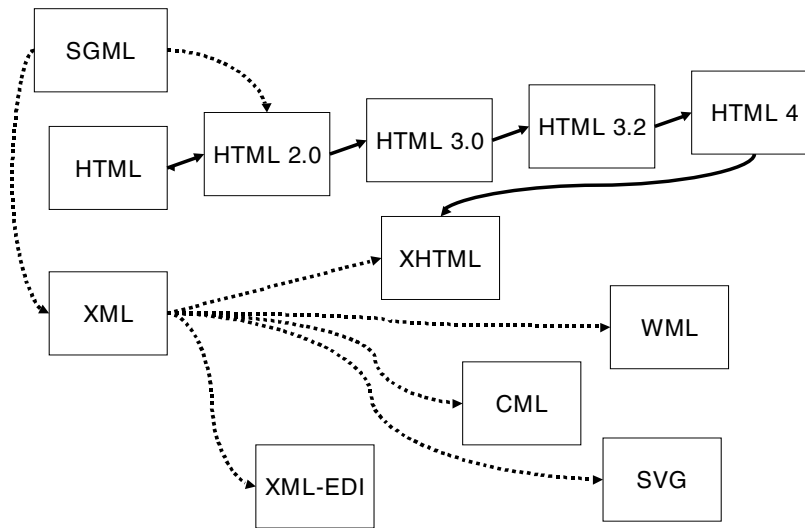 SGML
HTML
HTML 2.0
HTML 3.0
HTML 3.2
HTML 4
XHTML
XML
WML
CML
XML-EDI
SVG